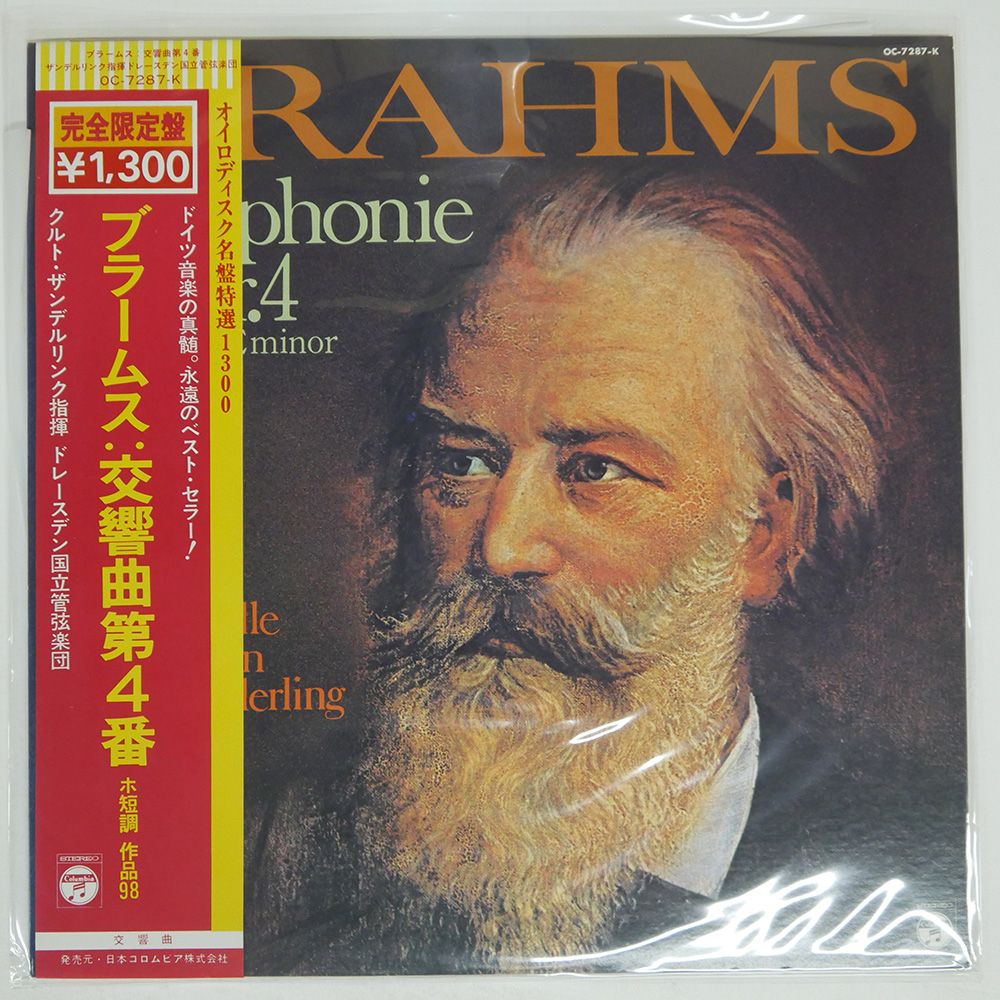 ブラームス:交響曲第4番
ザンデルリンク指揮ドレースデン国立管弦楽団
OC-7287-K
完全限定盤
¥1,300
オイロディスク名盤特選1300
ドイツ音楽の真髄。永遠のベスト・セラー!
ブラームス:交響曲第4番
ホ短調 作品98
クルト・ザンデルリンク指揮 ドレースデン国立管弦楽団
STEREO
Columbia
交響曲
発売元・日本コロムビア株式会社
OC-7287-K
RAHMS
phonie
r.4
E minor
lle
n
derling